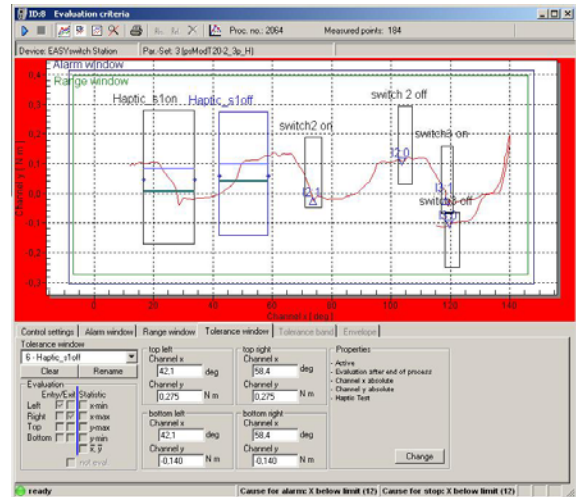 ID:8 Evaluation criteria
Proc. no.: 2064 Measured points: 184
Device: EASYswitch Station Par.-Set: 3 (psModT20-2_3p_H)
Alarm window
Range window
Haptic_s1on Haptic_s1off switch2 on switch 2 off switch3 on
switch3 off
I2:1 I2:0 I3:1
0,4
0,3
0,2
0,1
0,0
-0,1
-0,2
-0,3
Channel y [ N m ]
0 20 40 60 80 100 120 140
Channel x [ deg ]
Control settings Alarm window Range window Tolerance window Tolerance band Envelope
Tolerance window
6 - Haptic_s1off
Clear Rename
Evaluation
Entry/Exit Statistic
Left x-min
Right x-max
Top y-max
Bottom y-min
x, y
not eval
top left
Channel x
42,1 deg
Channel y
0,275 N m
top right
Channel x
58,4 deg
Channel y
0,275 N m
bottom left
Channel x
42,1 deg
Channel y
-0,140 N m
bottom right
Channel x
58,4 deg
Channel y
-0,140 N m
Properties
- Active
- Evaluation after end of process
- Channel x absolute
- Channel y absolute
- Haptic Test
Change
ready Cause for alarm: X below limit (12) Cause for stop: X below limit (12)